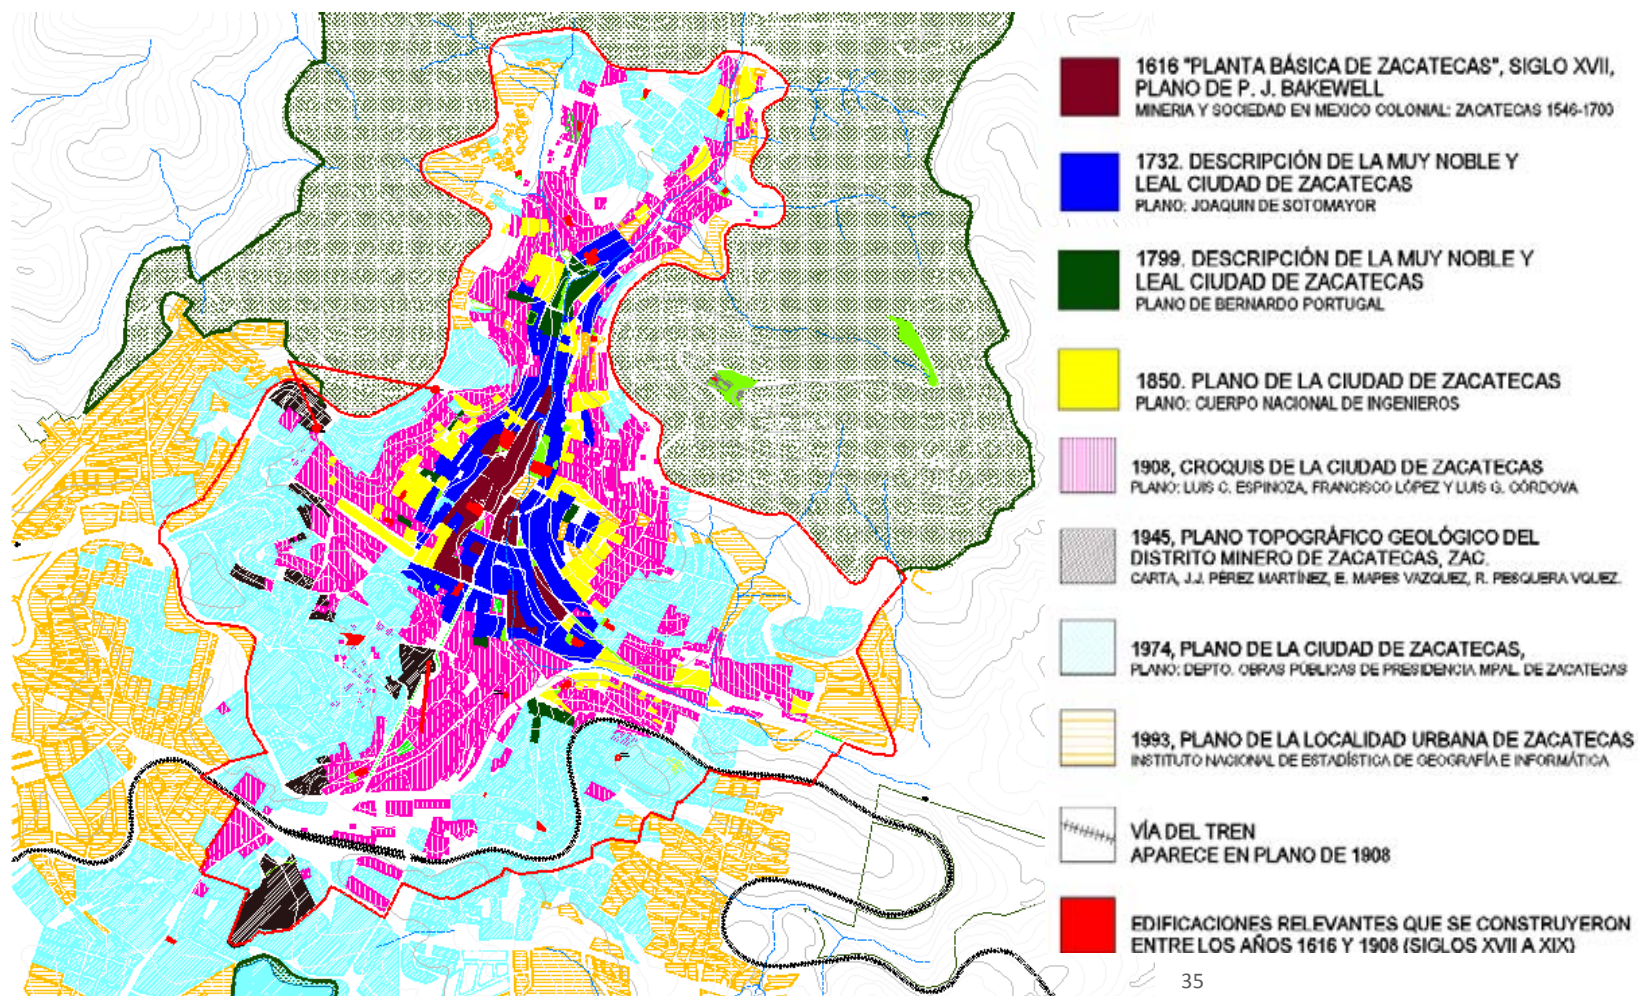 1616 "PLANTA BÁSICA DE ZACATECAS", SIGLO XVII,
PLANO DE P. J. BAKEWELL
MINERIA Y SOCIEDAD EN MEXICO COLONIAL: ZACATECAS 1546-1700
1732. DESCRIPCIÓN DE LA MUY NOBLE Y
LEAL CIUDAD DE ZACATECAS
PLANO: JOAQUIN DE SOTOMAYOR
1799. DESCRIPCIÓN DE LA MUY NOBLE Y
LEAL CIUDAD DE ZACATECAS
PLANO DE BERNARDO PORTUGAL
1850. PLANO DE LA CIUDAD DE ZACATECAS
PLANO: CUERPO NACIONAL DE INGENIEROS
1908, CROQUIS DE LA CIUDAD DE ZACATECAS
PLANO: LUIS C. ESPINOZA, FRANCISCO LÓPEZ Y LUIS G. CÓRDOVA
1945, PLANO TOPOGRÁFICO GEOLÓGICO DEL
DISTRITO MINERO DE ZACATECAS, ZAC.
CARTA, J.J. PÉREZ MARTÍNEZ, E. MAPES VAZQUEZ, R. PESQUERA VQUEZ.
1974, PLANO DE LA CIUDAD DE ZACATECAS,
PLANO: DEPTO. OBRAS PÚBLICAS DE PRESIDENCIA MPAL. DE ZACATECAS
1993, PLANO DE LA LOCALIDAD URBANA DE ZACATECAS
INSTITUTO NACIONAL DE ESTADÍSTICA DE GEOGRAFÍA E INFORMÁTICA
VÍA DEL TREN
APARECE EN PLANO DE 1908
EDIFICACIONES RELEVANTES QUE SE CONSTRUYERON
ENTRE LOS AÑOS 1616 Y 1908 (SIGLOS XVII A XIX)
35